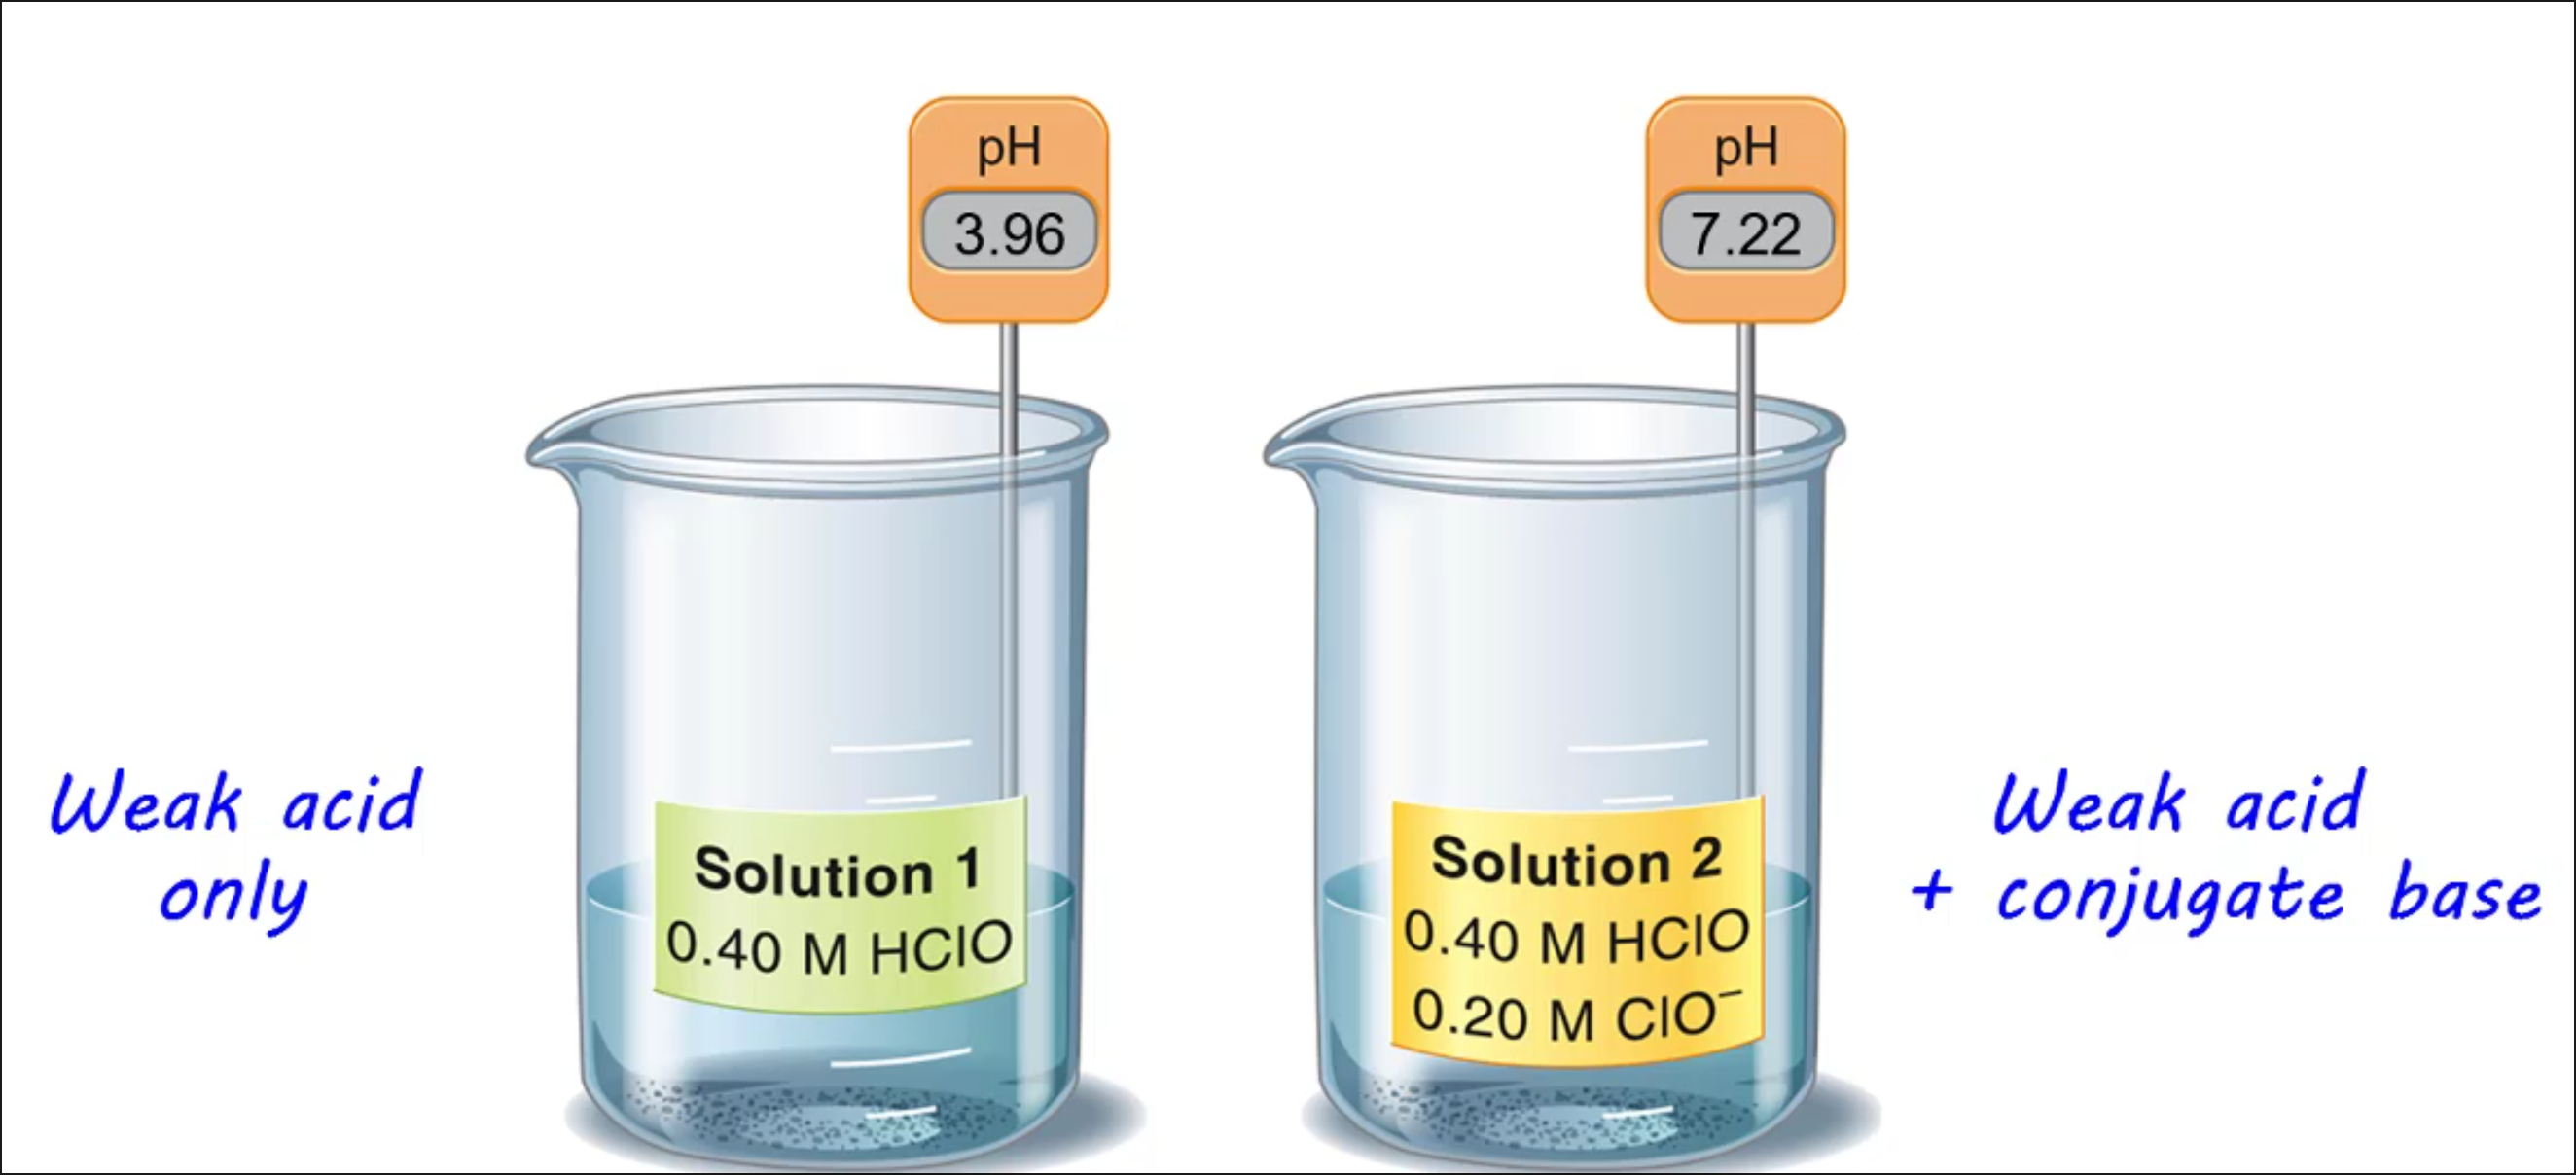 pH
3.96
pH
7.22
Weak acid
only
Solution 1
0.40 M HClO
Solution 2
0.40 M HClO
0.20 M ClO⁻
Weak acid
+ conjugate base